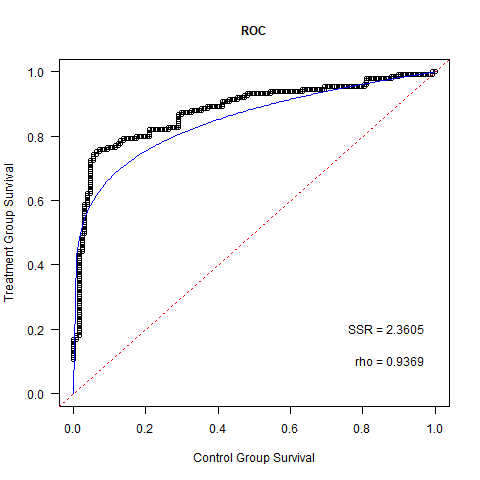 ROC
Treatment Group Survival
1.0
0.8
0.6
0.4
0.2
0.0
SSR = 2.3605
rho = 0.9369
0.0 0.2 0.4 0.6 0.8 1.0
Control Group Survival